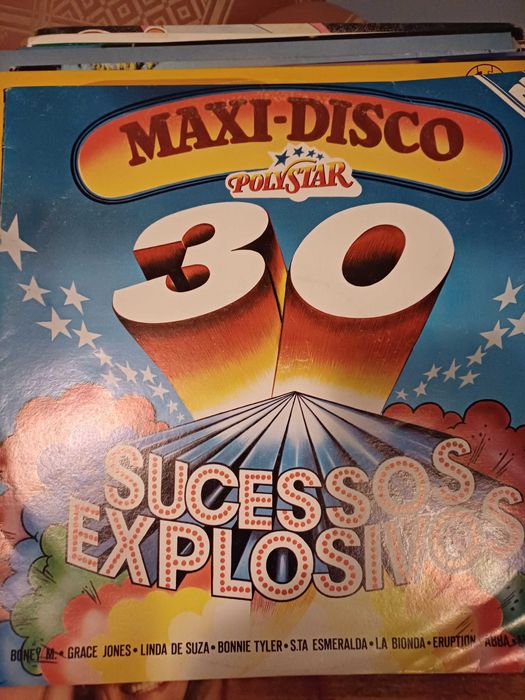 MAXI-DISCO
POLYSTAR
30
SUCESSOS
EXPLOSIVOS
BONEY M. • GRACE JONES • LINDA DE SUZA • BONNIE TYLER • S.TA ESMERALDA • LA BIONDA • ERUPTION • ABBA •